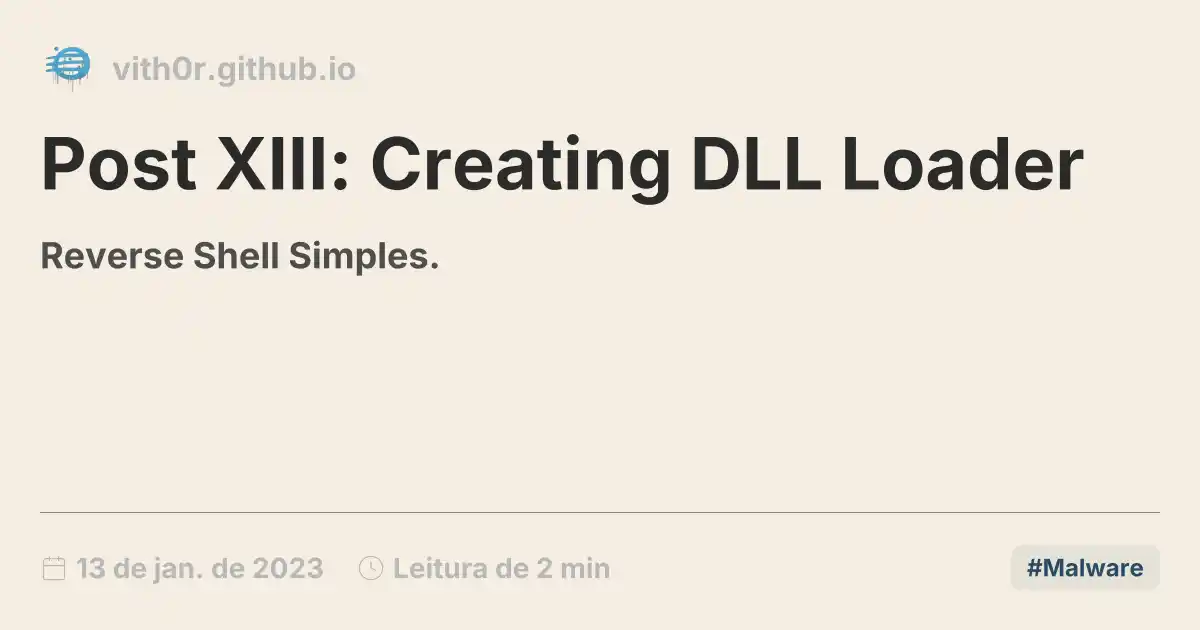 vith0r.github.io
Post XIII: Creating DLL Loader
Reverse Shell Simples.
13 de jan. de 2023 Leitura de 2 min #Malware